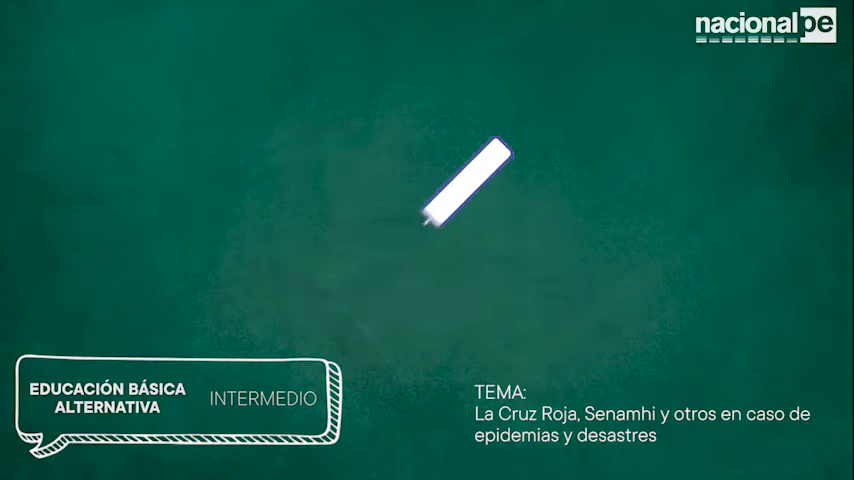 nacionalpe
EDUCACIÓN BÁSICA
ALTERNATIVA
INTERMEDIO
TEMA:
La Cruz Roja, Senamhi y otros en caso de
epidemias y desastres